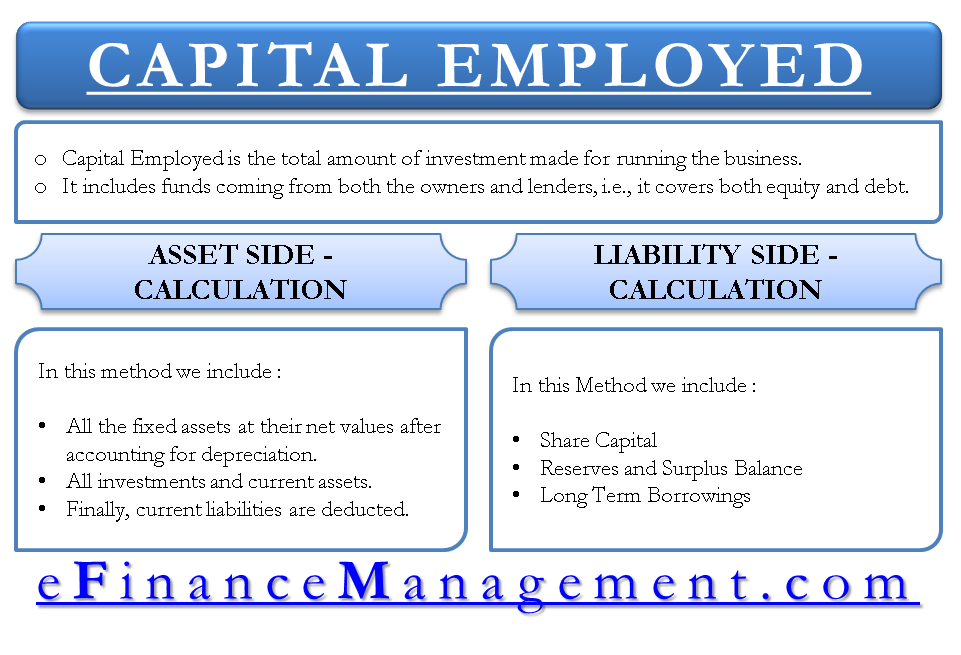 CAPITAL EMPLOYED
o Capital Employed is the total amount of investment made for running the business.
o It includes funds coming from both the owners and lenders, i.e., it covers both equity and debt.
ASSET SIDE -
CALCULATION
In this method we include :
• All the fixed assets at their net values after
accounting for depreciation.
• All investments and current assets.
• Finally, current liabilities are deducted.
LIABILITY SIDE -
CALCULATION
In this Method we include :
• Share Capital
• Reserves and Surplus Balance
• Long Term Borrowings
eFinanceManagement.com